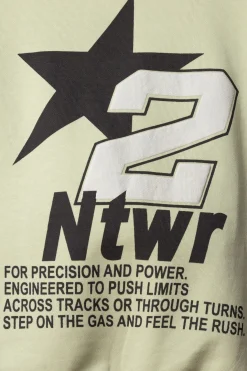 2
Ntwr
FOR PRECISION AND POWER.
ENGINEERED TO PUSH LIMITS
ACROSS TRACKS OR THROUGH TURNS.
STEP ON THE GAS AND FEEL THE RUSH.